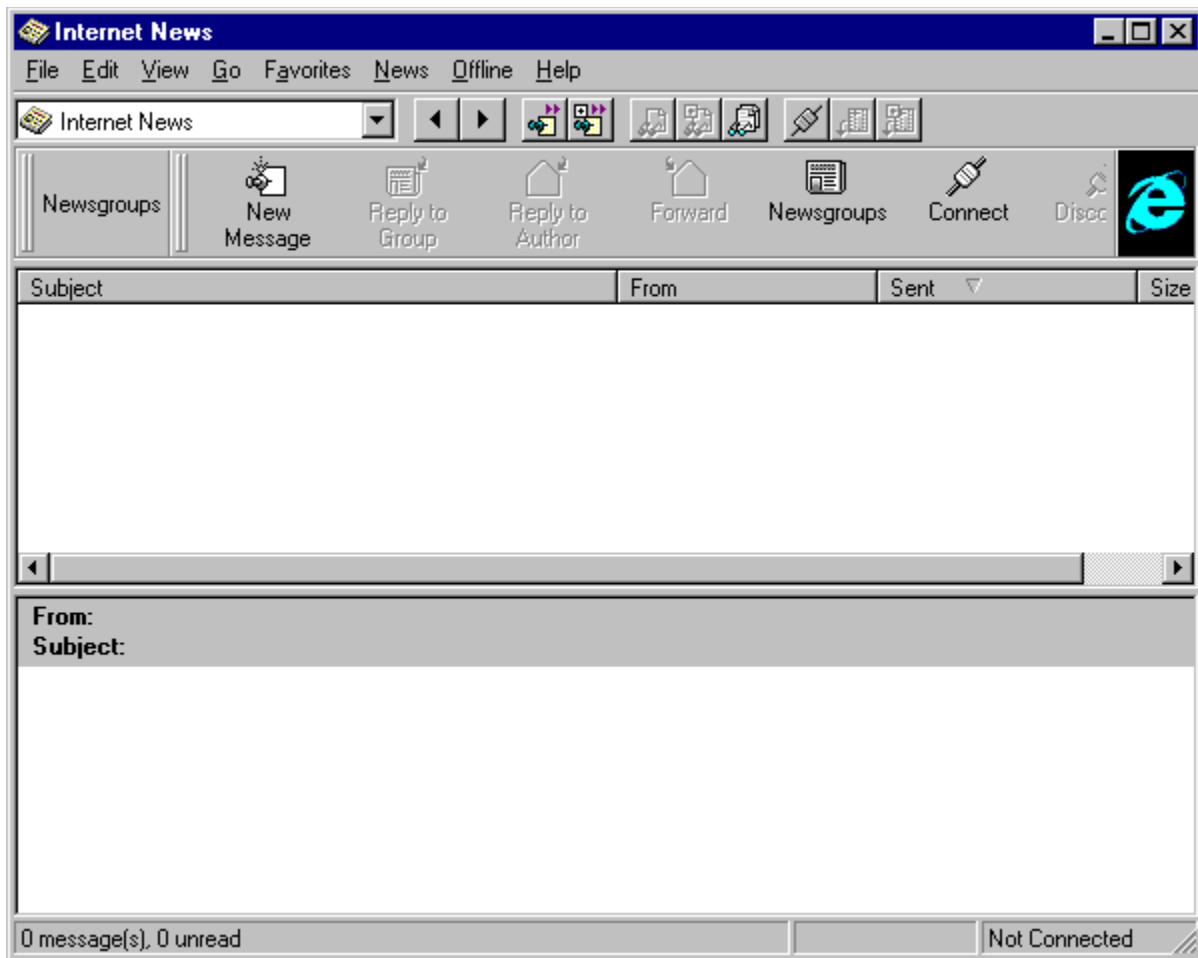 Internet News
File Edit View Go Favorites News Offline Help
Internet News
Newsgroups
New Message
Reply to Group
Reply to Author
Forward
Newsgroups
Connect
Disco
Subject From Sent Size
From:
Subject:
0 message(s), 0 unread Not Connected